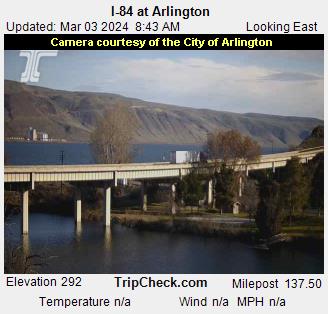 I-84 at Arlington
Updated: Mar 03 2024 8:43 AM Looking East
Camera courtesy of the City of Arlington
Elevation 292 TripCheck.com Milepost 137.50
Temperature n/a Wind n/a MPH n/a